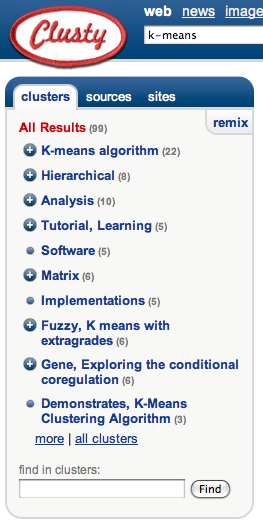 Clusty
web news image
k-means
clusters sources sites
All Results (99)
remix
K-means algorithm (22)
Hierarchical (8)
Analysis (10)
Tutorial, Learning (5)
Software (5)
Matrix (6)
Implementations (5)
Fuzzy, K means with
extragrades (6)
Gene, Exploring the conditional
coregulation (6)
Demonstrates, K-Means
Clustering Algorithm (3)
more | all clusters
find in clusters:
Find